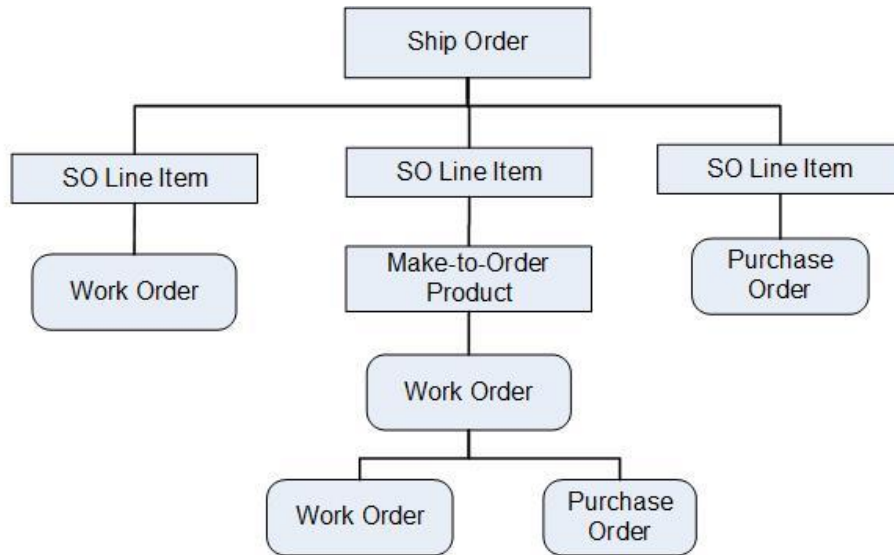 Ship Order
SO Line Item
SO Line Item
SO Line Item
Work Order
Make-to-Order
Product
Purchase
Order
Work Order
Work Order
Purchase
Order